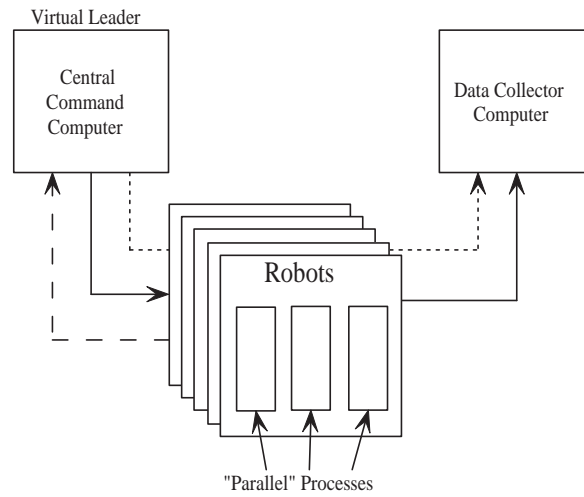 Virtual Leader
Central
Command
Computer
Data Collector
Computer
Robots
"Parallel" Processes